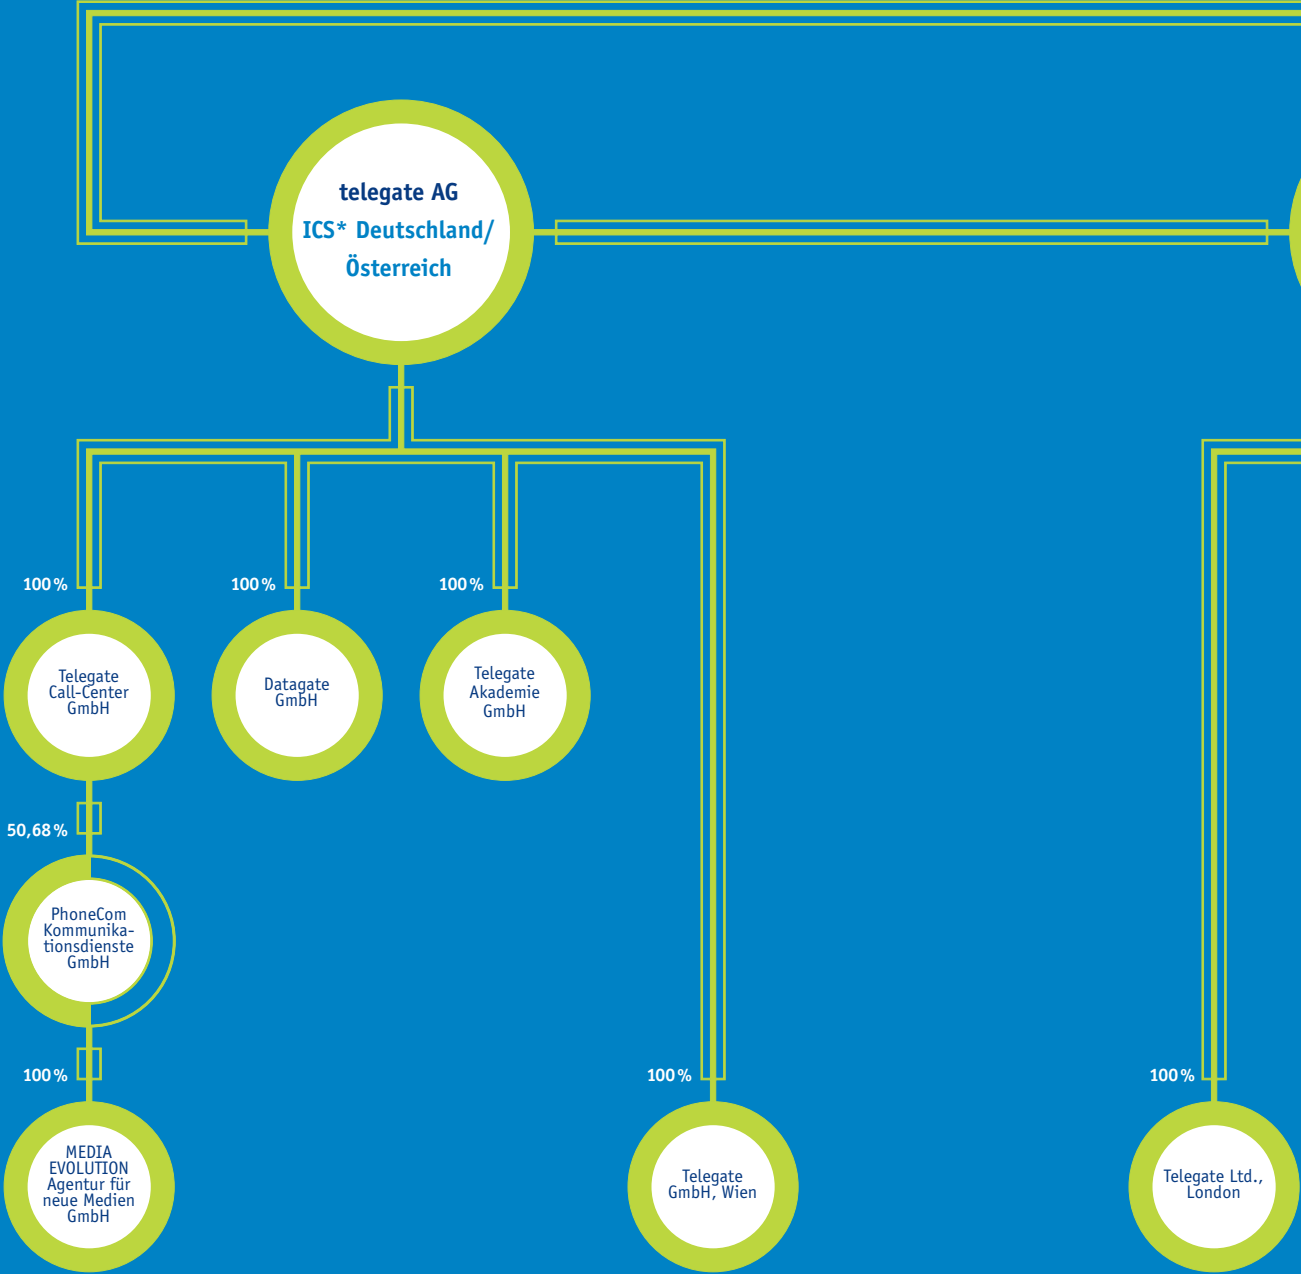 telegate AG
ICS* Deutschland/
Österreich
100 %
100 %
100 %
Telegate
Call-Center
GmbH
Datagate
GmbH
Telegate
Akademie
GmbH
50,68 %
PhoneCom
Kommunika-
tionsdienste
GmbH
100 %
100 %
100 %
MEDIA
EVOLUTION
Agentur für
neue Medien
GmbH
Telegate
GmbH, Wien
Telegate Ltd.,
London